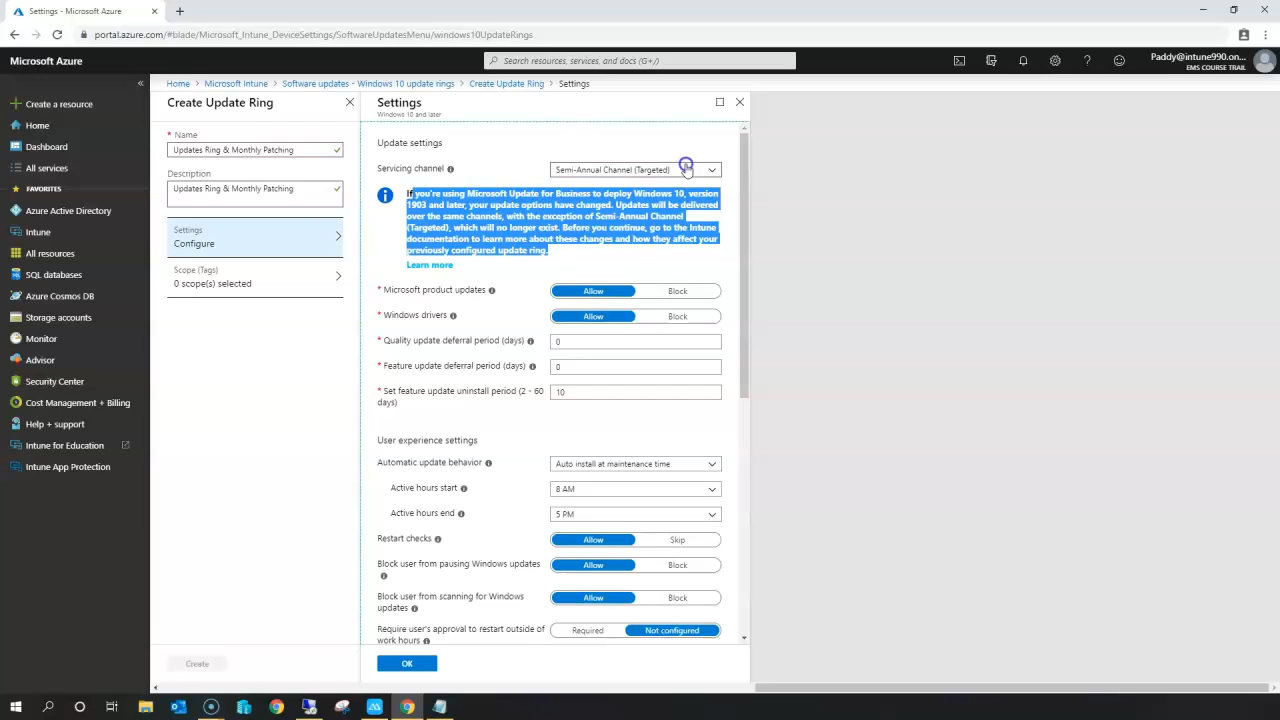 Settings - Microsoft Azure
portal.azure.com/#blade/Microsoft_Intune_DeviceSettings/SoftwareUpdatesMenu/windows10UpdateRings
Microsoft Azure
Search resources, services, and docs (G+/)
Paddy@intune990.on...
EMS COURSE TRAIL
Home > Microsoft Intune > Software updates - Windows 10 update rings > Create Update Ring > Settings
Create a resource
Home
Dashboard
All services
FAVORITES
Azure Active Directory
Intune
All resources
SQL databases
Azure Cosmos DB
Storage accounts
Monitor
Advisor
Security Center
Cost Management + Billing
Help + support
Intune for Education
Intune App Protection
Create Update Ring
* Name
Updates Ring & Monthly Patching
Description
Updates Ring & Monthly Patching
Settings
Configure
Scope (Tags)
0 scope(s) selected
Create
Settings
Windows 10 and later
Update settings
Servicing channel
Semi-Annual Channel (Targeted)
If you're using Microsoft Update for Business to deploy Windows 10, version
1903 and later, your update options have changed. Updates will be delivered
over the same channels, with the exception of Semi-Annual Channel
(Targeted), which will no longer exist. Before you continue, go to the Intune
documentation to learn more about these changes and how they affect your
previously configured update ring.
Learn more
* Microsoft product updates
Allow Block
* Windows drivers
Allow Block
* Quality update deferral period (days)
0
* Feature update deferral period (days)
0
* Set feature update uninstall period (2 - 60
days)
10
User experience settings
Automatic update behavior
Auto install at maintenance time
Active hours start
8 AM
Active hours end
5 PM
Restart checks
Allow Skip
Block user from pausing Windows updates
Allow Block
Block user from scanning for Windows
updates
Allow Block
Require user's approval to restart outside of
work hours
Required Not configured
OK